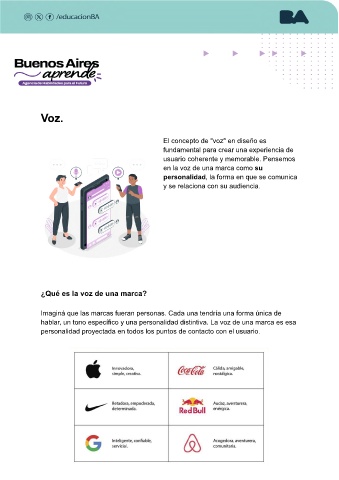 /educacionBA
BA
Buenos Aires
aprende
Agencia de Habilidades para el Futuro
Voz.
El concepto de "voz" en diseño es
fundamental para crear una experiencia de
usuario coherente y memorable. Pensemos
en la voz de una marca como su
personalidad, la forma en que se comunica
y se relaciona con su audiencia.
¿Qué es la voz de una marca?
Imaginá que las marcas fueran personas. Cada una tendría una forma única de
hablar, un tono específico y una personalidad distintiva. La voz de una marca es esa
personalidad proyectada en todos los puntos de contacto con el usuario.
Innovadora,
simple, creativa.
Coca-Cola
Cálida, amigable,
nostálgica.
Retadora, empoderada,
determinada.
Red Bull
Audaz, aventurera,
enérgica.
G
Inteligente, confiable,
servicial.
Acogedora, aventurera,
comunitaria.